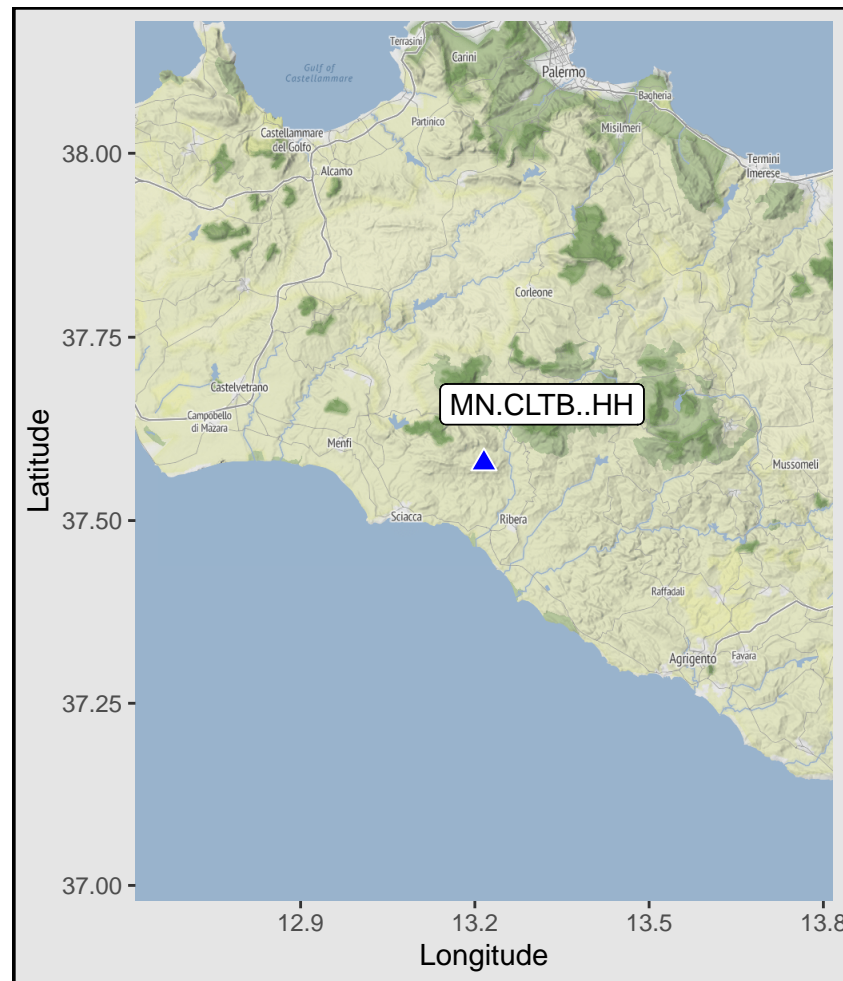 Terrasini
Carini
Gulf of
Castellammare
Palermo
Bagheria
Partinico
Misilmeri
Castellammare
del Golfo
38.00
Termini
Imerese
Alcamo
Corleone
37.75
Castelvetrano
MN.CLTB..HH
Campobello
di Mazara
Menfi
Mussomeli
Latitude
37.50
Sciacca
Ribera
Raffadali
Agrigento
Favara
37.25
37.00
12.9
13.2
13.5
13.8
Longitude